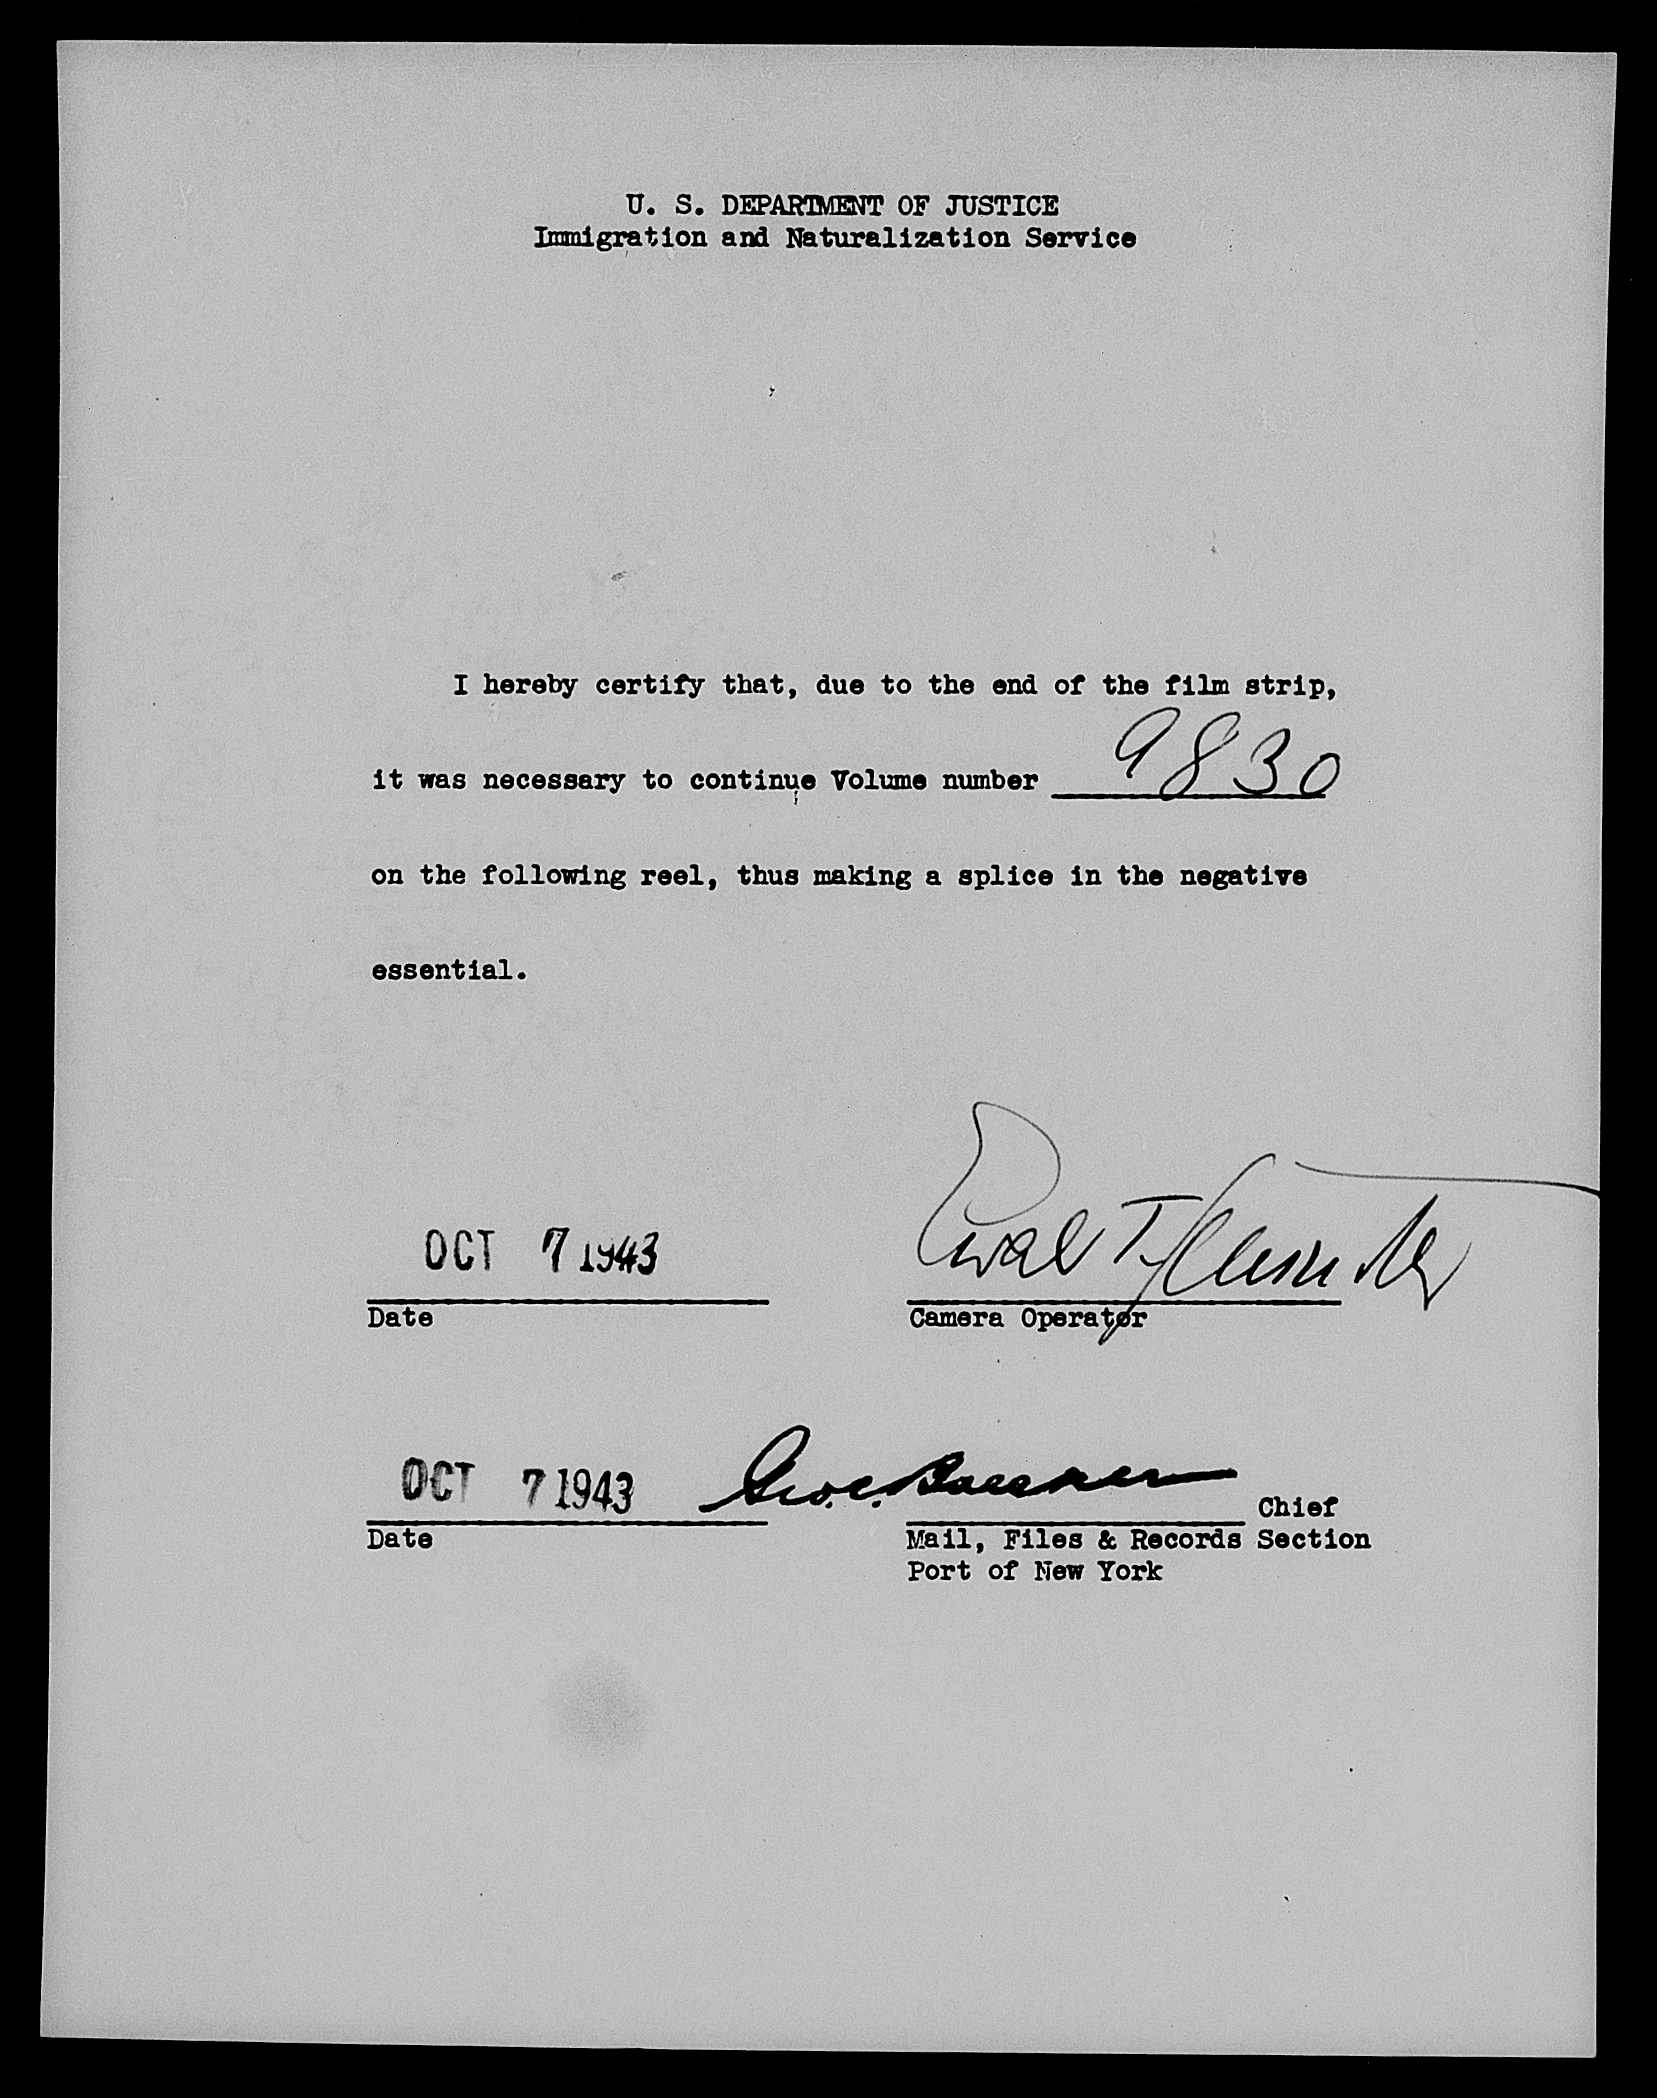 U. S. DEPARTMENT OF JUSTICE
Immigration and Naturalization Service
I hereby certify that, due to the end of the film strip,
it was necessary to continue Volume number 9830
on the following reel, thus making a splice in the negative
essential.
OCT 7 1943
Date
Camera Operator
OCT 7 1943
Geo. C.
Chief
Date
Mail, Files & Records Section
Port of New York